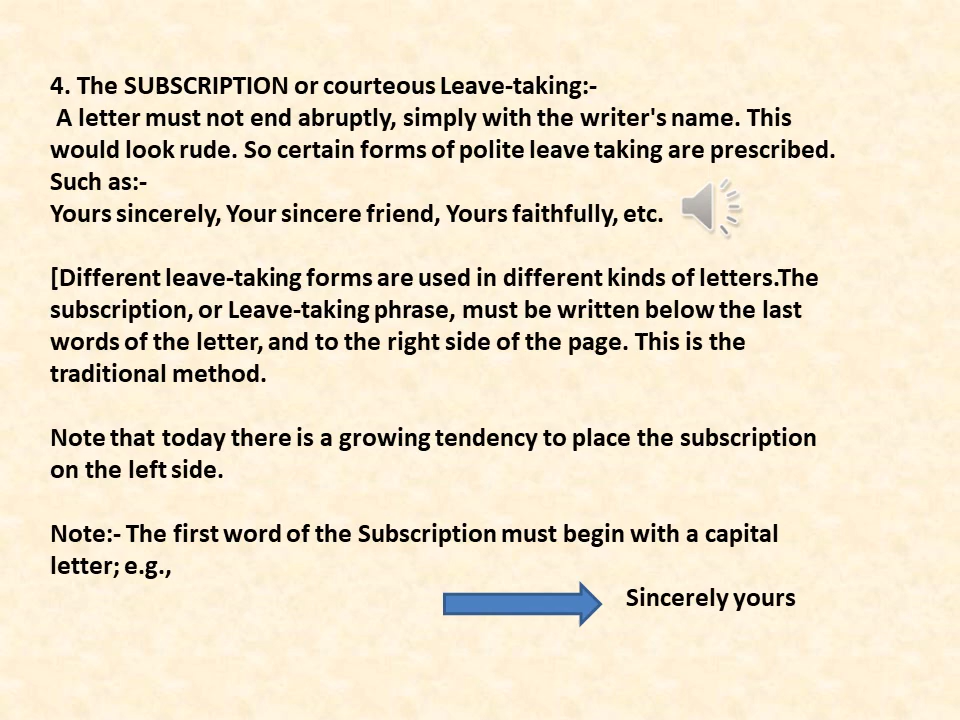 4. The SUBSCRIPTION or courteous Leave-taking:-
A letter must not end abruptly, simply with the writer's name. This
would look rude. So certain forms of polite leave taking are prescribed.
Such as:-
Yours sincerely, Your sincere friend, Yours faithfully, etc.
[Different leave-taking forms are used in different kinds of letters.The
subscription, or Leave-taking phrase, must be written below the last
words of the letter, and to the right side of the page. This is the
traditional method.
Note that today there is a growing tendency to place the subscription
on the left side.
Note:- The first word of the Subscription must begin with a capital
letter; e.g.,
Sincerely yours